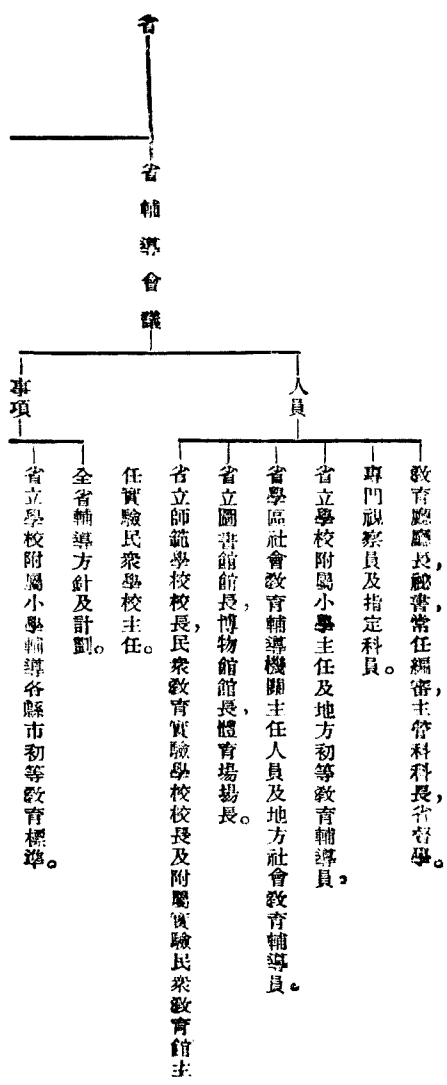 省
省輔導會議
人員
教育廳廳長，秘書，常任編審，主管科科長，省督學。
專門視察員及指定科員。
省立學校附屬小學主任及地方初等教育輔導員。
省學區社會教育輔導機關主任人員及地方社會教育輔導員。
省立圖書館館長，博物館館長，體育場場長。
省立師範學校校長，民衆教育實驗學校校長及附屬實驗民衆教育館主
任實驗民衆學校主任。
事項
全省輔導方針及計劃。
省立學校附屬小學輔導各縣市初等教育標準。